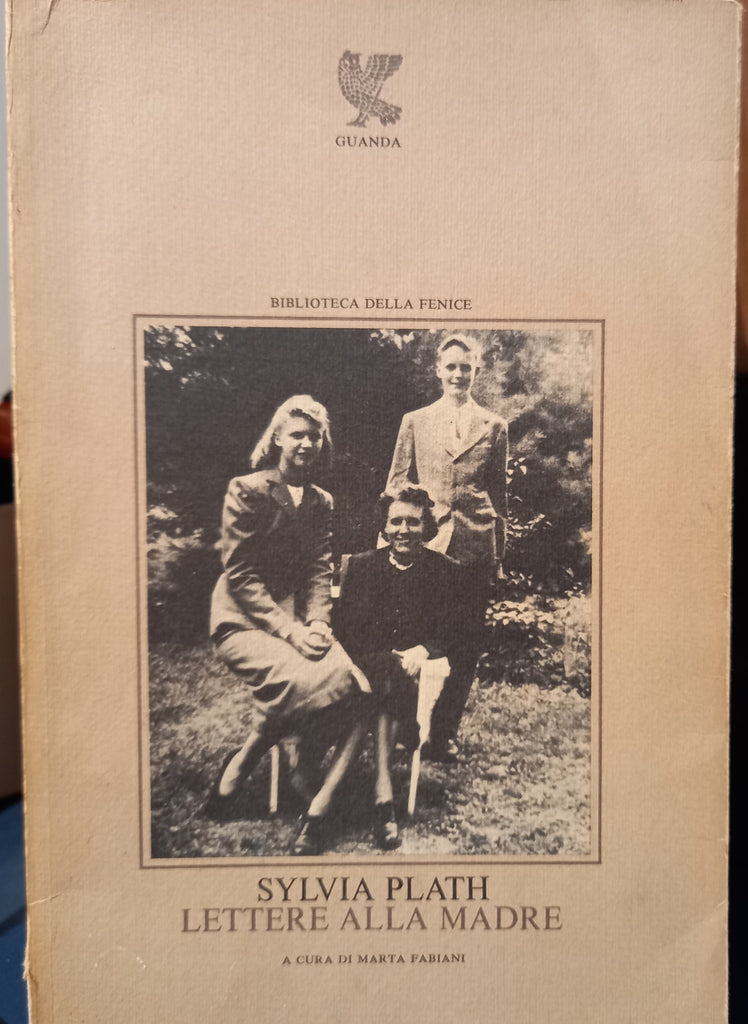 GUANDA
BIBLIOTECA DELLA FENICE
SYLVIA PLATH
LETTERE ALLA MADRE
A CURA DI MARTA FABIANI